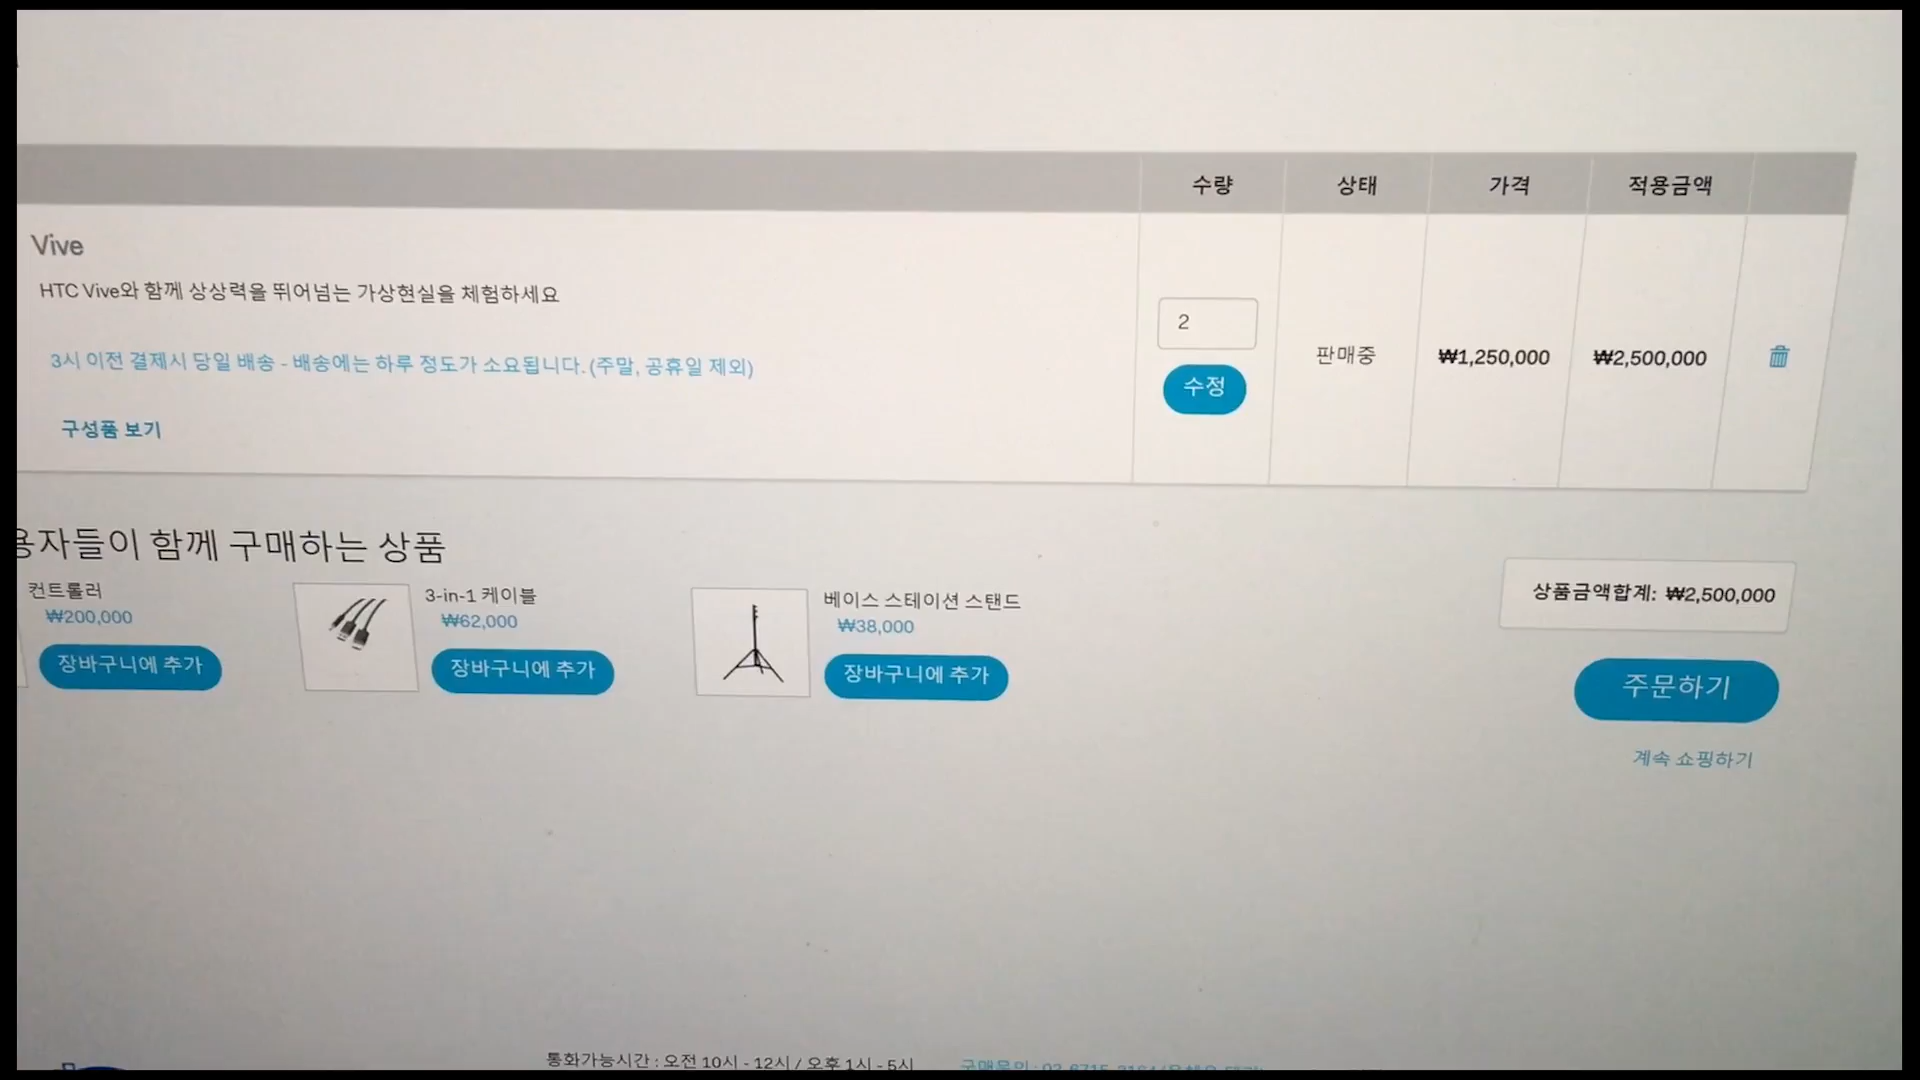 수량 상태 가격 적용금액
Vive
HTC Vive와 함께 상상력을 뛰어넘는 가상현실을 체험하세요
3시 이전 결제시 당일 배송 - 배송에는 하루 정도가 소요됩니다. (주말, 공휴일 제외)
구성품 보기
2
수정
판매중
₩1,250,000
₩2,500,000
함께 구매하는 상품
컨트롤러
₩200,000
장바구니에 추가
3-in-1 케이블
₩62,000
장바구니에 추가
베이스 스테이션 스탠드
₩38,000
장바구니에 추가
상품금액합계: ₩2,500,000
주문하기
계속 쇼핑하기
통화가능시간 : 오전 10시 - 12시 / 오후 1시 - 5시